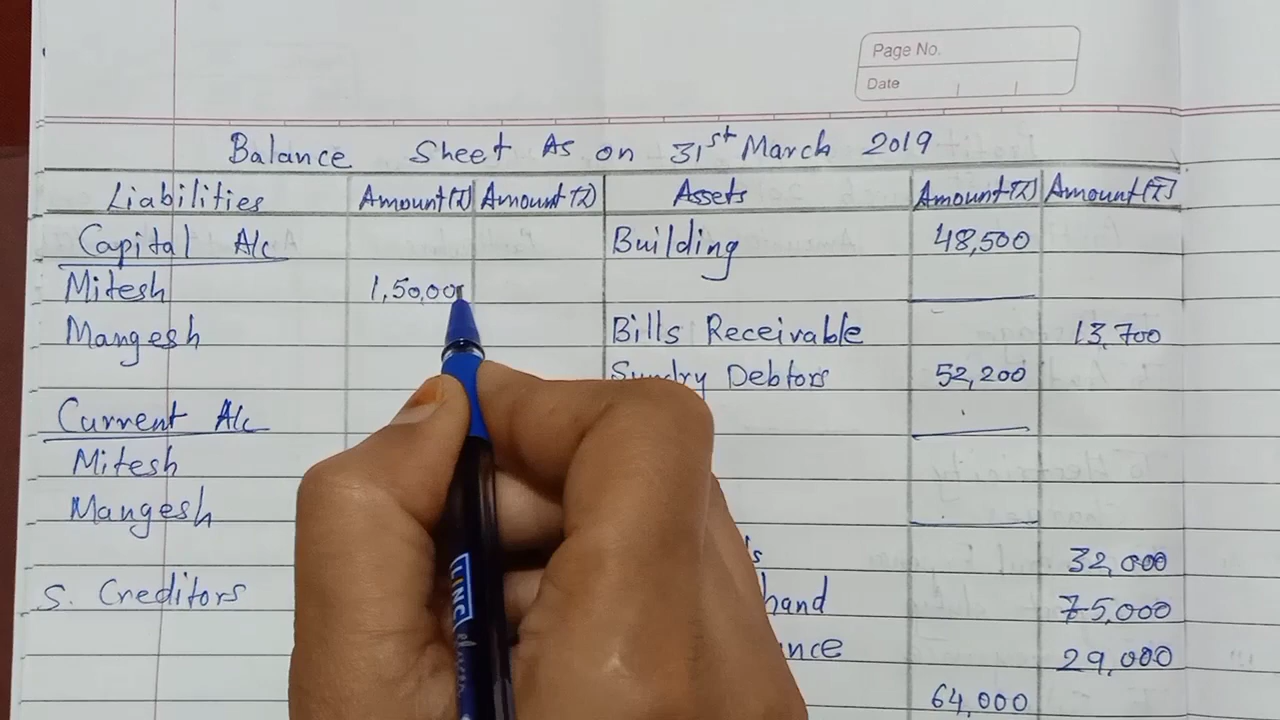 Page No.
Date
Balance Sheet As on 31st March 2019
Liabilities Amount(₹) Amount(₹) Assets Amount(₹) Amount(₹)
Capital A/c Building 48,500
Mitesh 1,50,000
Mangesh Bills Receivable 13,700
Sundry Debtors 52,200
Current A/c
Mitesh
Mangesh
32,000
S. Creditors hand 75,000
29,000
64,000
LINC